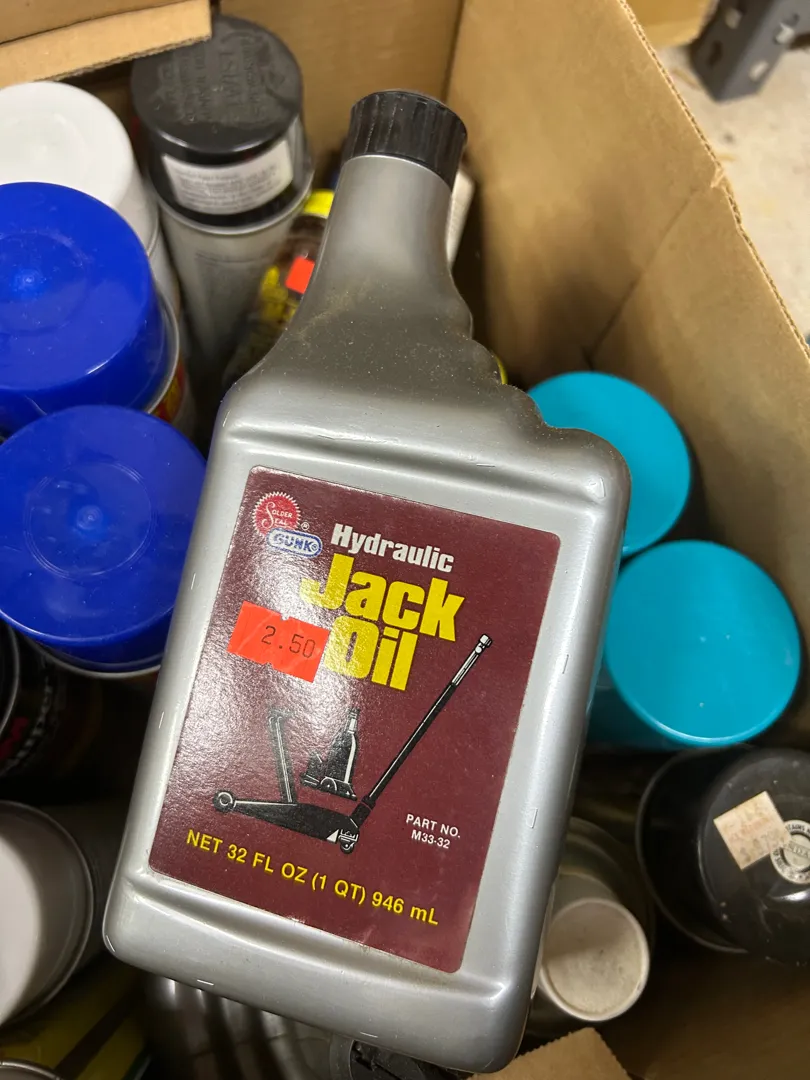 SOLDER
SEAL
GUNK®
Hydraulic
Jack
Oil
2.50
PART NO.
M33-32
NET 32 FL OZ (1 QT) 946 mL